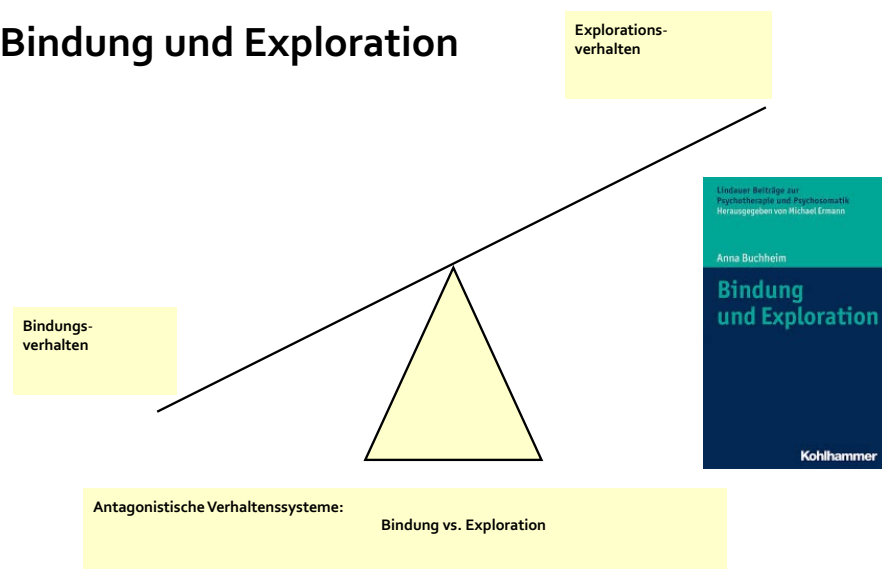 Bindung und Exploration
Explorations-
verhalten
Lindauer Beiträge zur
Psychotherapie und Psychosomatik
Herausgegeben von Michael Ermann
Anna Buchheim
Bindung
und Exploration
Kohlhammer
Bindungs-
verhalten
Antagonistische Verhaltenssysteme:
Bindung vs. Exploration